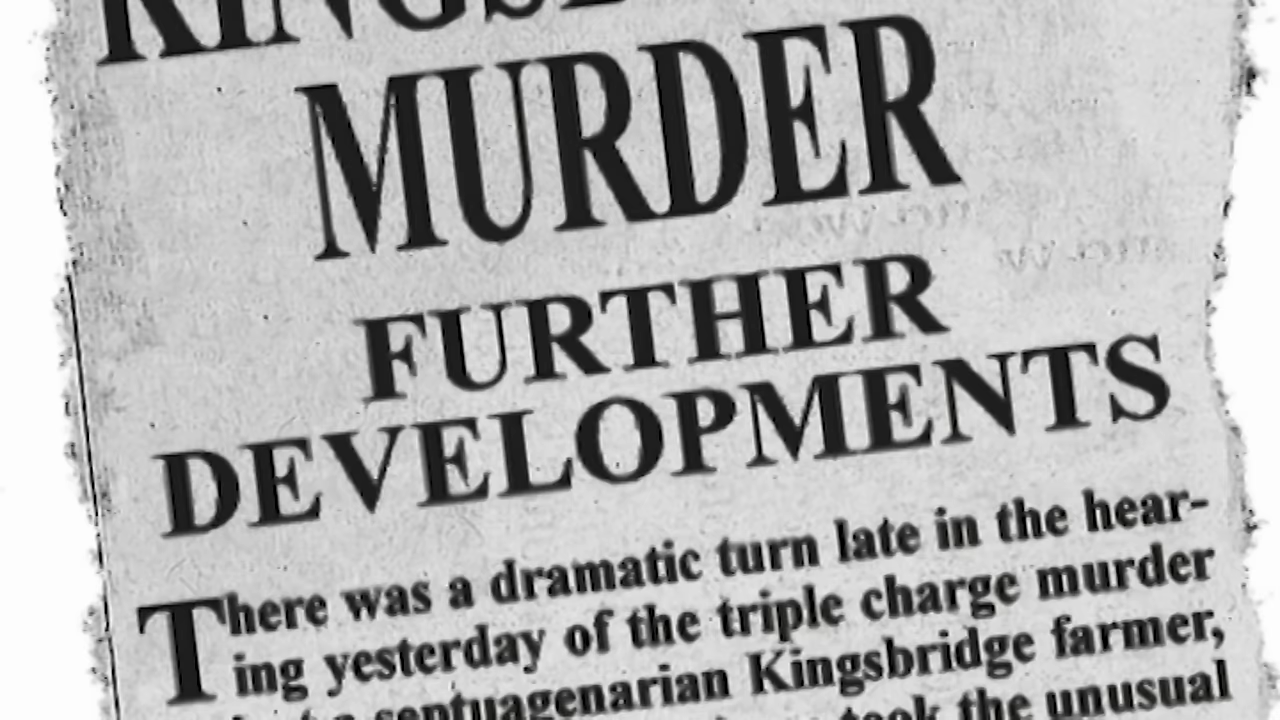 MURDER
FURTHER
DEVELOPMENTS
There was a dramatic turn late in the hear-
ing yesterday of the triple charge murder
septuagenarian Kingsbridge farmer,
took the unusual